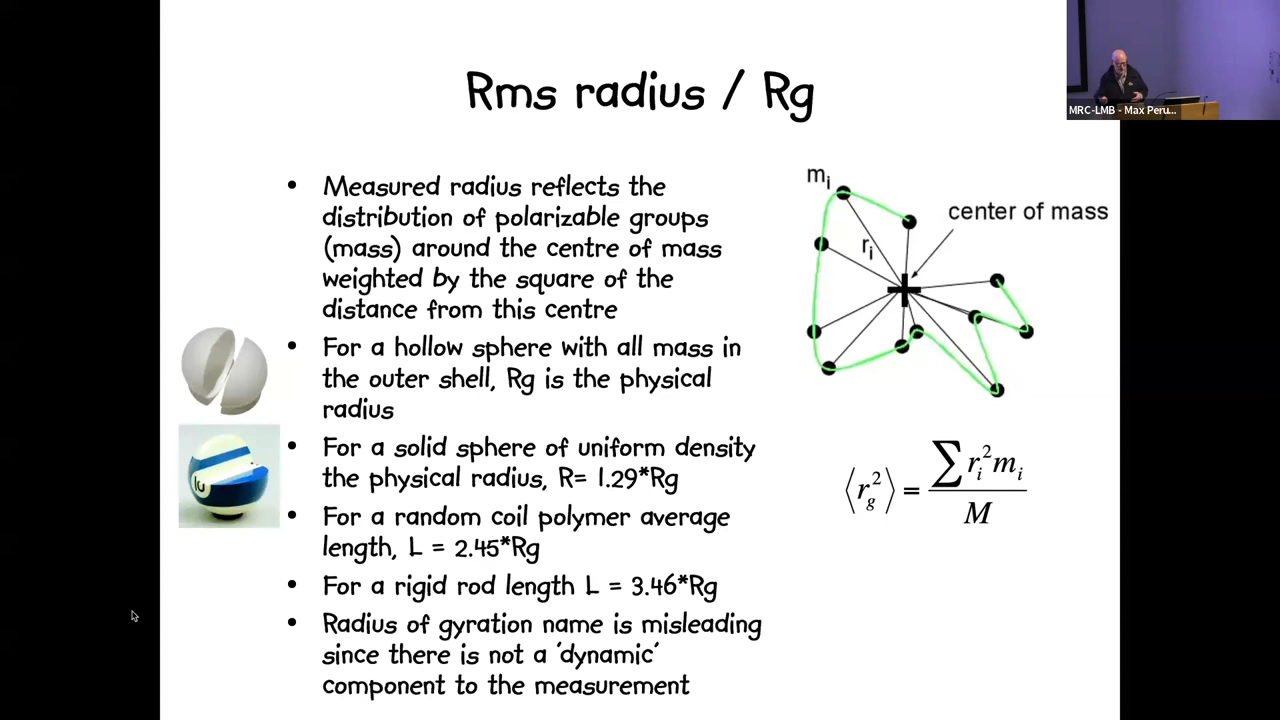 Rms radius / Rg
MRC-LMB - Max Peru...
• Measured radius reflects the
distribution of polarizable groups
(mass) around the centre of mass
weighted by the square of the
distance from this centre
• For a hollow sphere with all mass in
the outer shell, Rg is the physical
radius
• For a solid sphere of uniform density
the physical radius, R= 1.29*Rg
• For a random coil polymer average
length, L = 2.45*Rg
• For a rigid rod length L = 3.46*Rg
• Radius of gyration name is misleading
since there is not a 'dynamic'
component to the measurement
mᵢ
center of mass
rᵢ
⟨r_g²⟩ = ∑ rᵢ² mᵢ / M
10